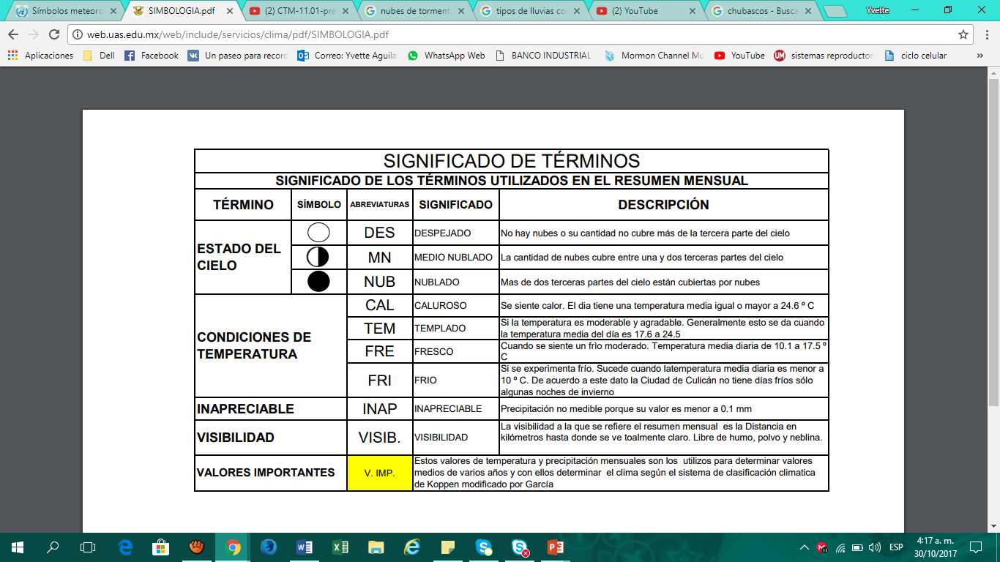 Símbolos meteoro
SIMBOLOGIA.pdf
(2) CTM-11.01-pre
nubes de torment
tipos de lluvias co
(2) YouTube
chubascos - Busca
Yvette
web.uas.edu.mx/web/include/servicios/clima/pdf/SIMBOLOGIA.pdf
Aplicaciones
Dell
Facebook
Un paseo para recor
Correo: Yvette Aguila
WhatsApp Web
BANCO INDUSTRIAL
Mormon Channel Mu
YouTube
UM
sistemas reproductor
ciclo celular
»
SIGNIFICADO DE TÉRMINOS
SIGNIFICADO DE LOS TÉRMINOS UTILIZADOS EN EL RESUMEN MENSUAL
TÉRMINO SÍMBOLO ABREVIATURAS SIGNIFICADO DESCRIPCIÓN
ESTADO DEL
CIELO
DES DESPEJADO No hay nubes o su cantidad no cubre más de la tercera parte del cielo
MN MEDIO NUBLADO La cantidad de nubes cubre entre una y dos terceras partes del cielo
NUB NUBLADO Mas de dos terceras partes del cielo están cubiertas por nubes
CONDICIONES DE
TEMPERATURA
CAL CALUROSO Se siente calor. El dia tiene una temperatura media igual o mayor a 24.6 º C
TEM TEMPLADO Si la temperatura es moderable y agradable. Generalmente esto se da cuando
la temperatura media del día es 17.6 a 24.5
FRE FRESCO Cuando se siente un frìo moderado. Temperatura media diaria de 10.1 a 17.5 º
C
FRI FRIO Si se experimenta frío. Sucede cuando latemperatura media diaria es menor a
10 º C. De acuerdo a este dato la Ciudad de Culicán no tiene días fríos sólo
algunas noches de invierno
INAPRECIABLE INAP INAPRECIABLE Precipitación no medible porque su valor es menor a 0.1 mm
VISIBILIDAD VISIB. VISIBILIDAD La visibilidad a la que se refiere el resumen mensual es la Distancia en
kilómetros hasta donde se ve toalmente claro. Libre de humo, polvo y neblina.
VALORES IMPORTANTES V. IMP. Estos valores de temperatura y precipitación mensuales son los utilizos para determinar valores
medios de varios años y con ellos determinar el clima según el sistema de clasificación climatica
de Koppen modificado por García
ESP
4:17 a. m.
30/10/2017